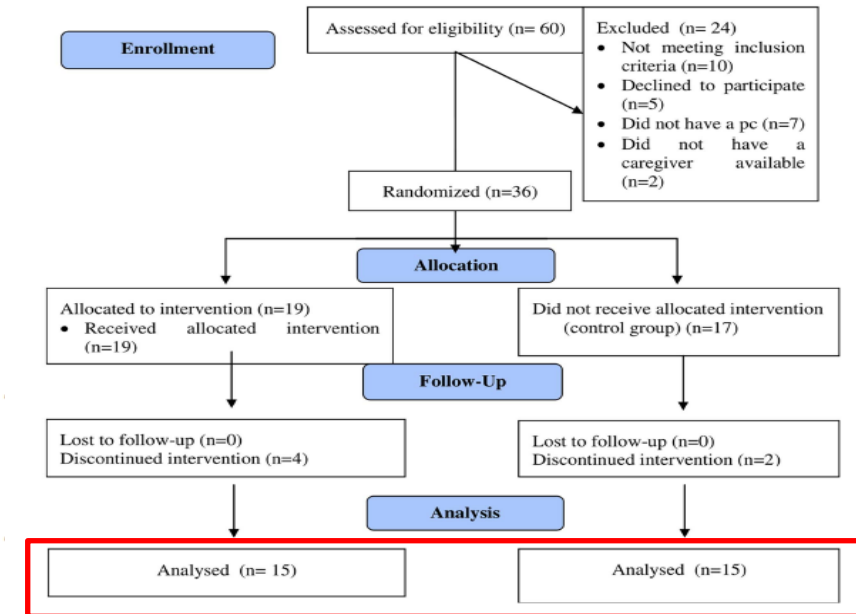 Enrollment
Assessed for eligibility (n= 60)
Excluded (n= 24)
• Not meeting inclusion
criteria (n=10)
• Declined to participate
(n=5)
• Did not have a pc (n=7)
• Did not have a
caregiver available
(n=2)
Randomized (n=36)
Allocation
Allocated to intervention (n=19)
• Received allocated intervention
(n=19)
Did not receive allocated intervention
(control group) (n=17)
Follow-Up
Lost to follow-up (n=0)
Discontinued intervention (n=4)
Lost to follow-up (n=0)
Discontinued intervention (n=2)
Analysis
Analysed (n= 15)
Analysed (n=15)